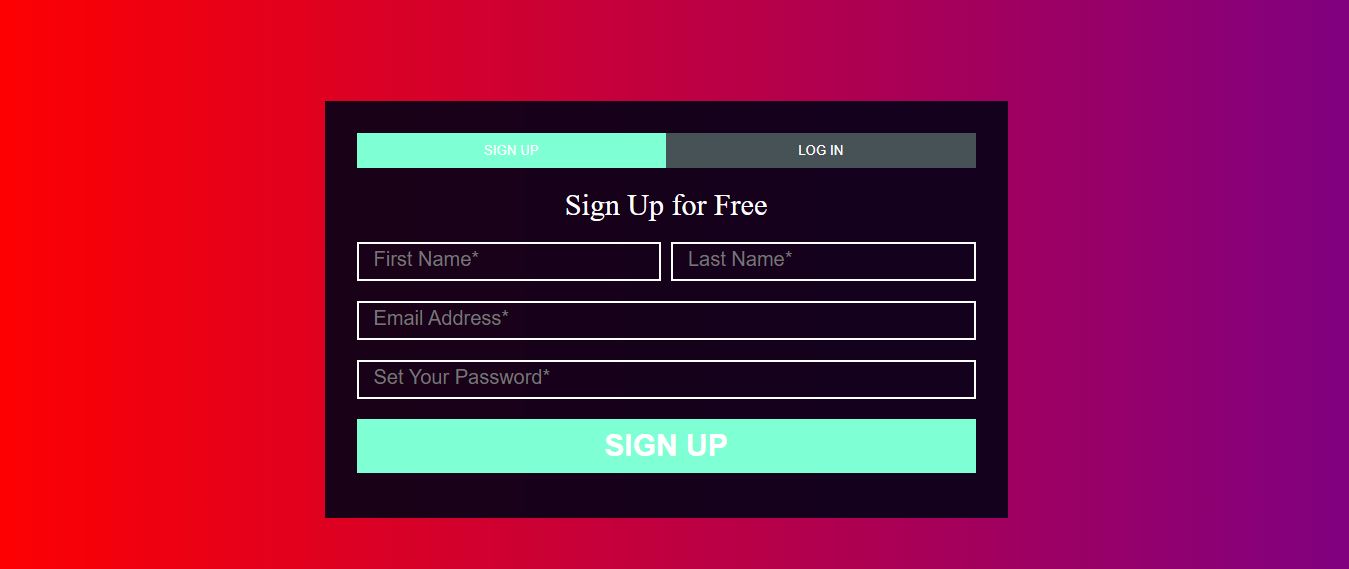 SIGN UP LOG IN
Sign Up for Free
First Name* Last Name*
Email Address*
Set Your Password*
SIGN UP